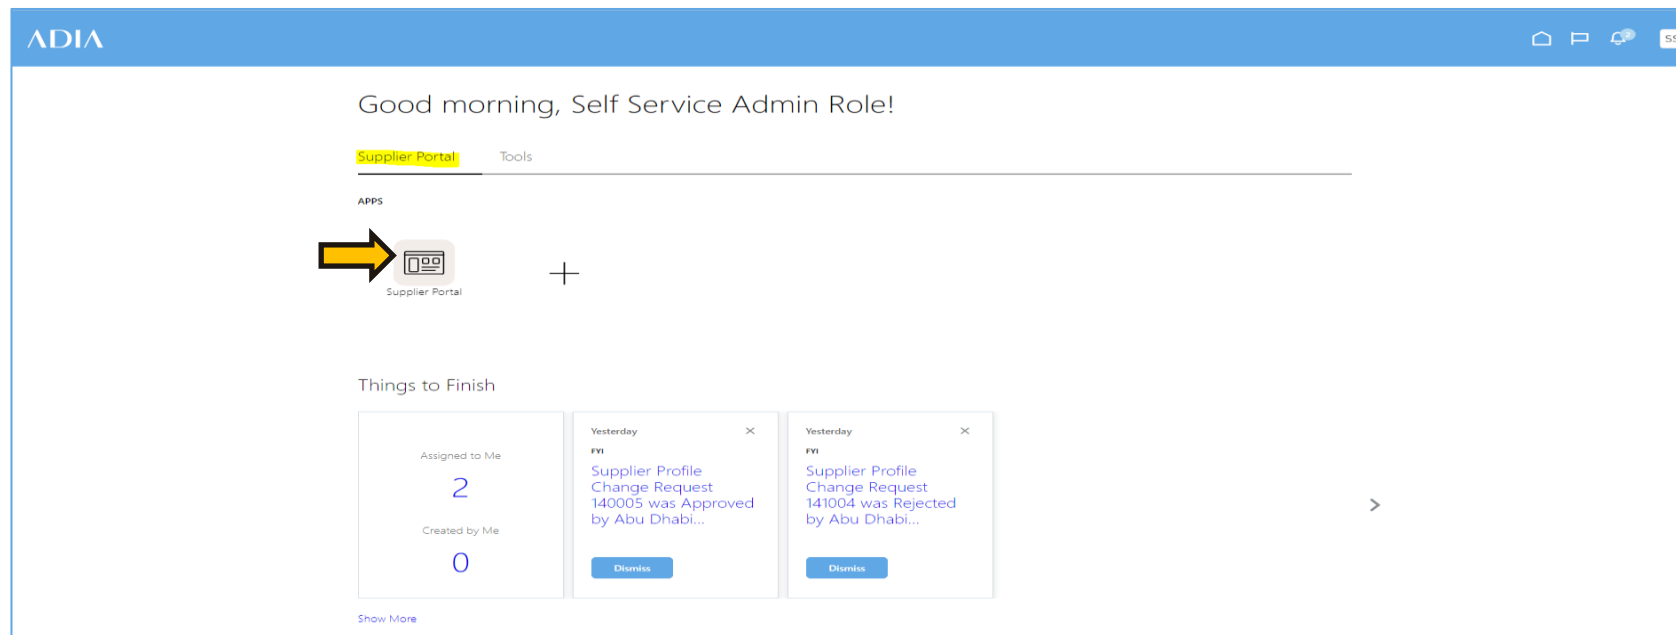 ADIA
2
SS
Good morning, Self Service Admin Role!
Supplier Portal
Tools
APPS
Supplier Portal
Things to Finish
Assigned to Me
2
Created by Me
0
Yesterday
FYI
Supplier Profile
Change Request
140005 was Approved
by Abu Dhabi...
Dismiss
Yesterday
FYI
Supplier Profile
Change Request
141004 was Rejected
by Abu Dhabi...
Dismiss
Show More